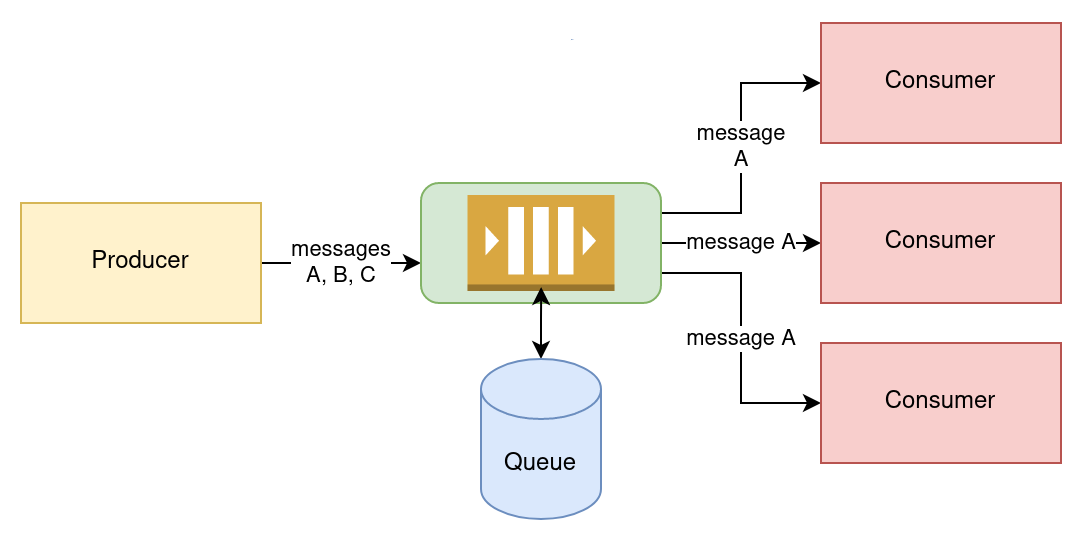 Producer
messages
A, B, C
message
A
message A
message A
Consumer
Consumer
Consumer
Queue